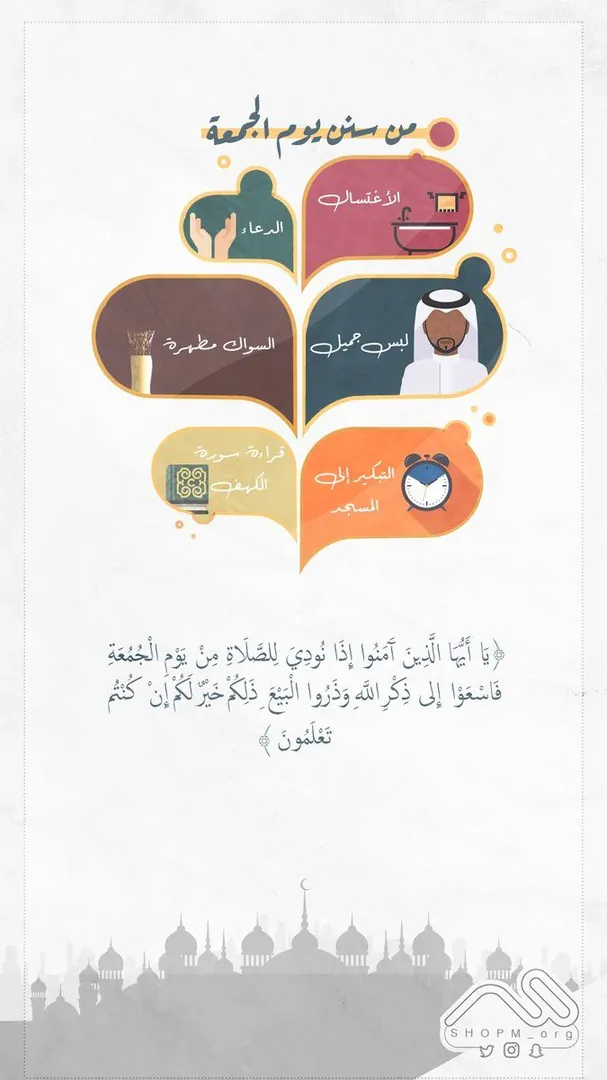 من سنن يوم الجمعة
الأغتسال
الدعاء
لبس جميل
السواك مطهرة
التبكير إلى
المسجد
قراءة سورة
الكهف
﴿يَا أَيُّهَا الَّذِينَ آمَنُوا إِذَا نُودِيَ لِلصَّلَاةِ مِنْ يَوْمِ الْجُمُعَةِ
فَاسْعَوْا إِلَى ذِكْرِ اللَّهِ وَذَرُوا الْبَيْعَ ذَلِكُمْ خَيْرٌ لَكُمْ إِنْ كُنْتُمْ
تَعْلَمُونَ﴾
SHOPM_org